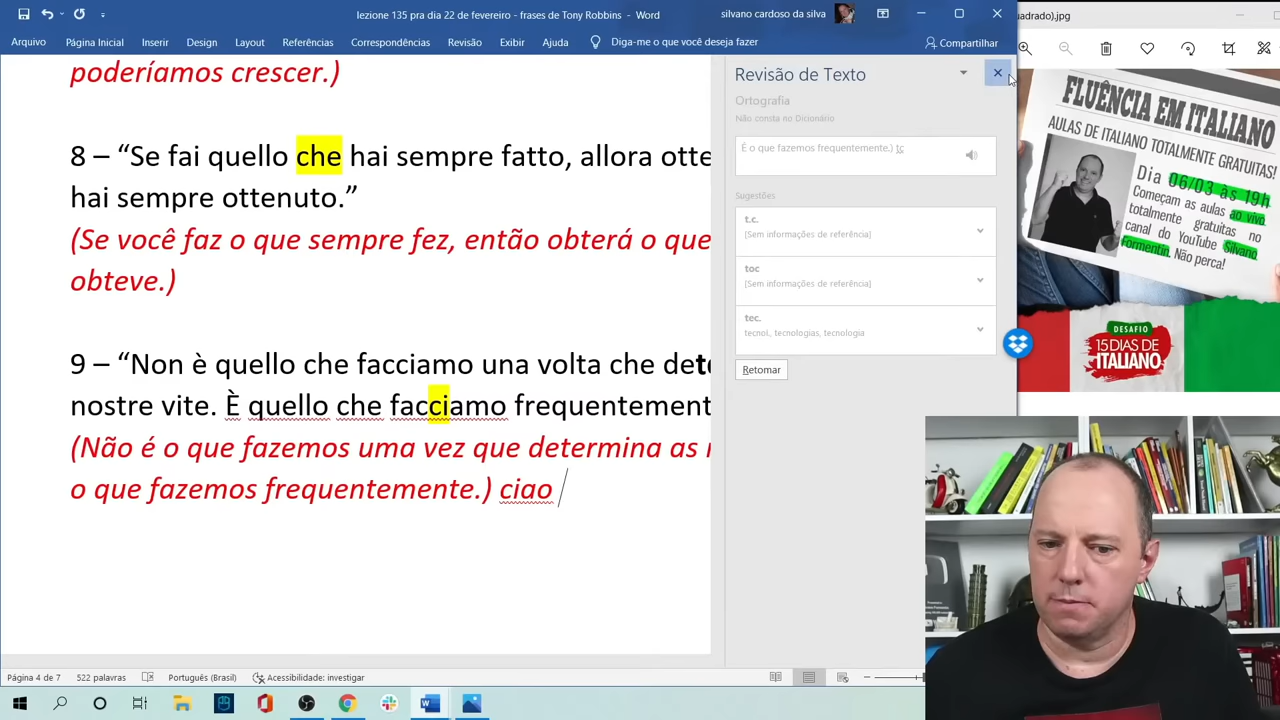 lezione 135 pra dia 22 de fevereiro - frases de Tony Robbins - Word
silvano cardoso da silva
uadrado).jpg
Arquivo Página Inicial Inserir Design Layout Referências Correspondências Revisão Exibir Ajuda Diga-me o que você deseja fazer Compartilhar
poderíamos crescer.)
8 – “Se fai quello che hai sempre fatto, allora otte
hai sempre ottenuto.”
(Se você faz o que sempre fez, então obterá o que
obteve.)
9 – “Non è quello che facciamo una volta che dete
nostre vite. È quello che facciamo frequentement
(Não é o que fazemos uma vez que determina as n
o que fazemos frequentemente.) ciao
Revisão de Texto
Ortografia
Não consta no Dicionário
É o que fazemos frequentemente.) tc
Sugestões
t.c.
[Sem informações de referência]
toc
[Sem informações de referência]
tec.
tecnol., tecnologias, tecnologia
Retomar
FLUÊNCIA EM ITALIANO
AULAS DE ITALIANO TOTALMENTE GRATUITAS!
Dia 06/03 às 19h
Começam as aulas ao vivo
totalmente gratuitas no
canal do YouTube Silvano
Formentin. Não perca!
DESAFIO
15 DIAS DE
ITALIANO
Página 4 de 7 522 palavras Português (Brasil) Acessibilidade: investigar